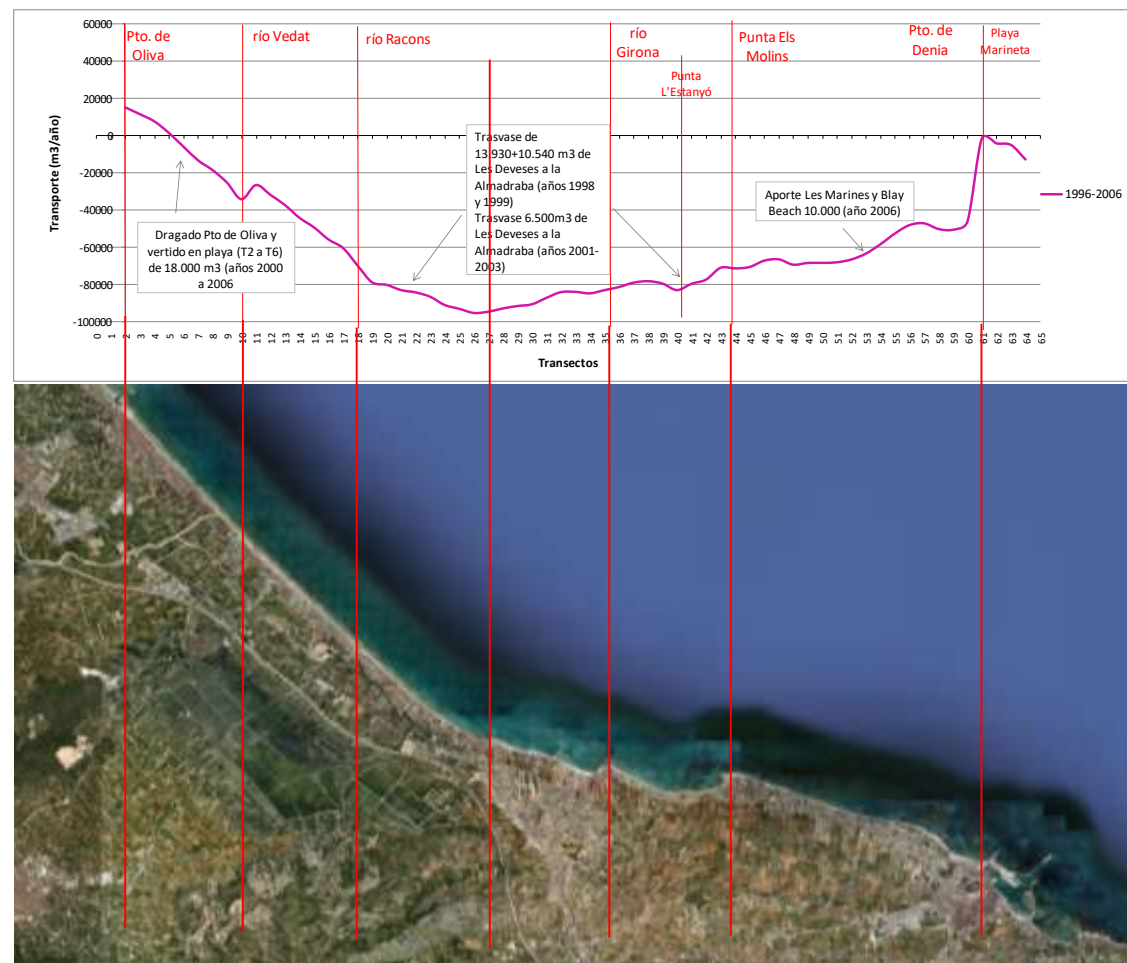 60000
40000
20000
0
-20000
-40000
-60000
-80000
-100000
Transporte (m3/año)
Pto. de
Oliva
río Vedat
río Racons
río
Girona
Punta
L'Estanyó
Punta Els
Molins
Pto. de
Denia
Playa
Marineta
Dragado Pto de Oliva y
vertido en playa (T2 a T6)
de 18.000 m3 (años 2000
a 2006
Trasvase de
13.930+10.540 m3 de
Les Deveses a la
Almadraba (años 1998
y 1999)
Trasvase 6.500m3 de
Les Deveses a la
Almadraba (años 2001-
2003)
Aporte Les Marines y Blay
Beach 10.000 (año 2006)
1996-2006
0 1 2 3 4 5 6 7 8 9 10 11 12 13 14 15 16 17 18 19 20 21 22 23 24 25 26 27 28 29 30 31 32 33 34 35 36 37 38 39 40 41 42 43 44 45 46 47 48 49 50 51 52 53 54 55 56 57 58 59 60 61 62 63 64 65
Transectos